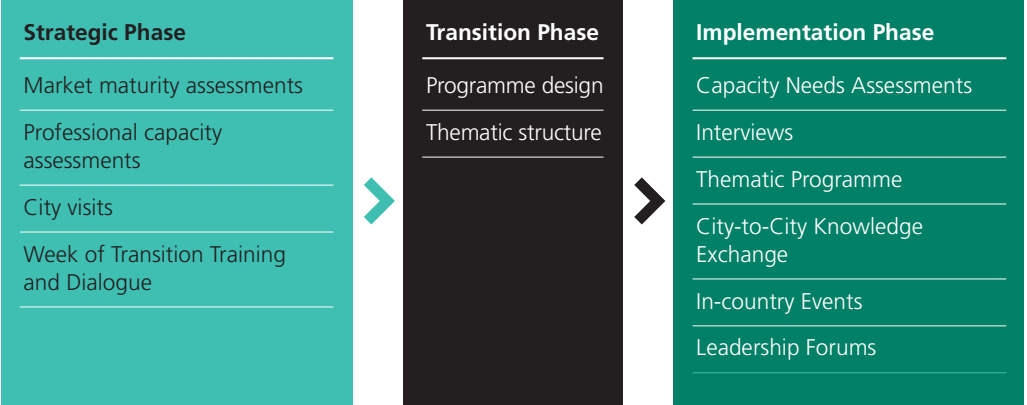 Strategic Phase
Market maturity assessments
Professional capacity
assessments
City visits
Week of Transition Training
and Dialogue
Transition Phase
Programme design
Thematic structure
Implementation Phase
Capacity Needs Assessments
Interviews
Thematic Programme
City-to-City Knowledge
Exchange
In-country Events
Leadership Forums